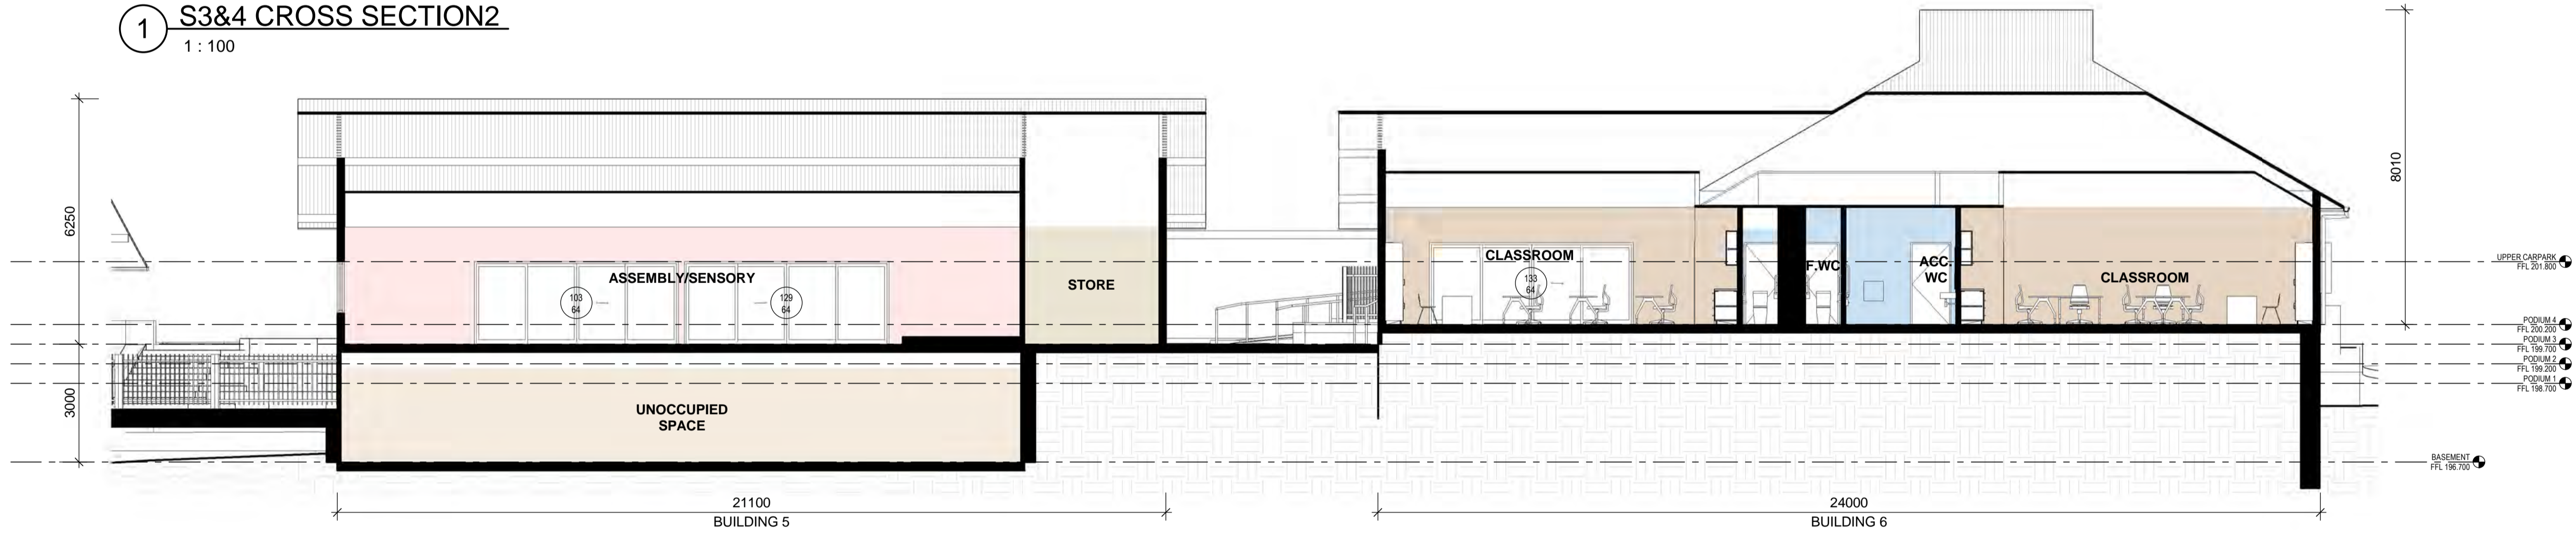 1
S3&4 CROSS SECTION2
1 : 100
6250
3000
8010
ASSEMBLY/SENSORY
103
64
129
64
STORE
UNOCCUPIED
SPACE
CLASSROOM
133
64
F.WC
ACC.
WC
CLASSROOM
UPPER CARPARK
FFL 201.800
PODIUM 4
FFL 200.200
PODIUM 3
FFL 199.700
PODIUM 2
FFL 199.200
PODIUM 1
FFL 198.700
BASEMENT
FFL 196.700
21100
BUILDING 5
24000
BUILDING 6